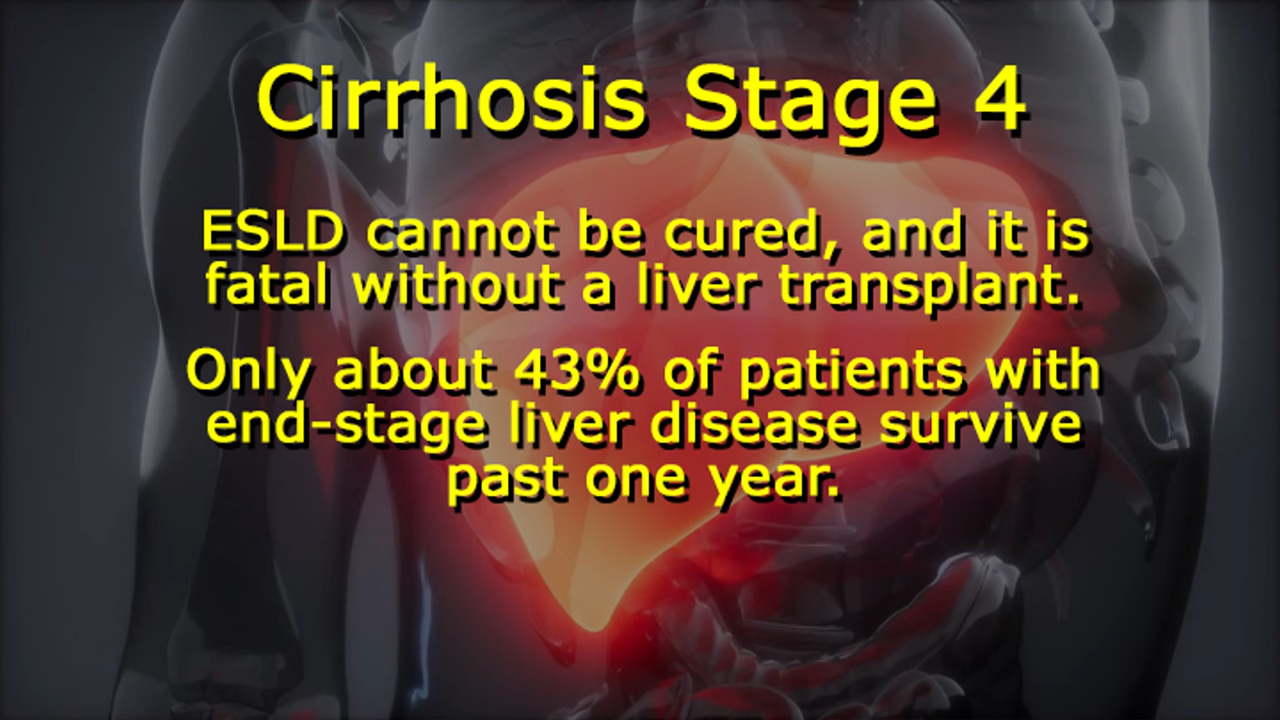 Cirrhosis Stage 4
ESLD cannot be cured, and it is
fatal without a liver transplant.
Only about 43% of patients with
end-stage liver disease survive
past one year.